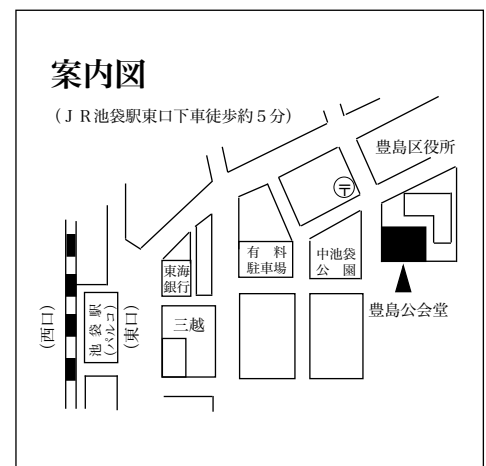 案内図
（ＪＲ池袋駅東口下車徒歩約５分）
豊島区役所
〒
有　料
駐車場
中池袋
公　園
東海
銀行
豊島公会堂
三越
(西口)
池袋駅
(パルコ)
(東口)